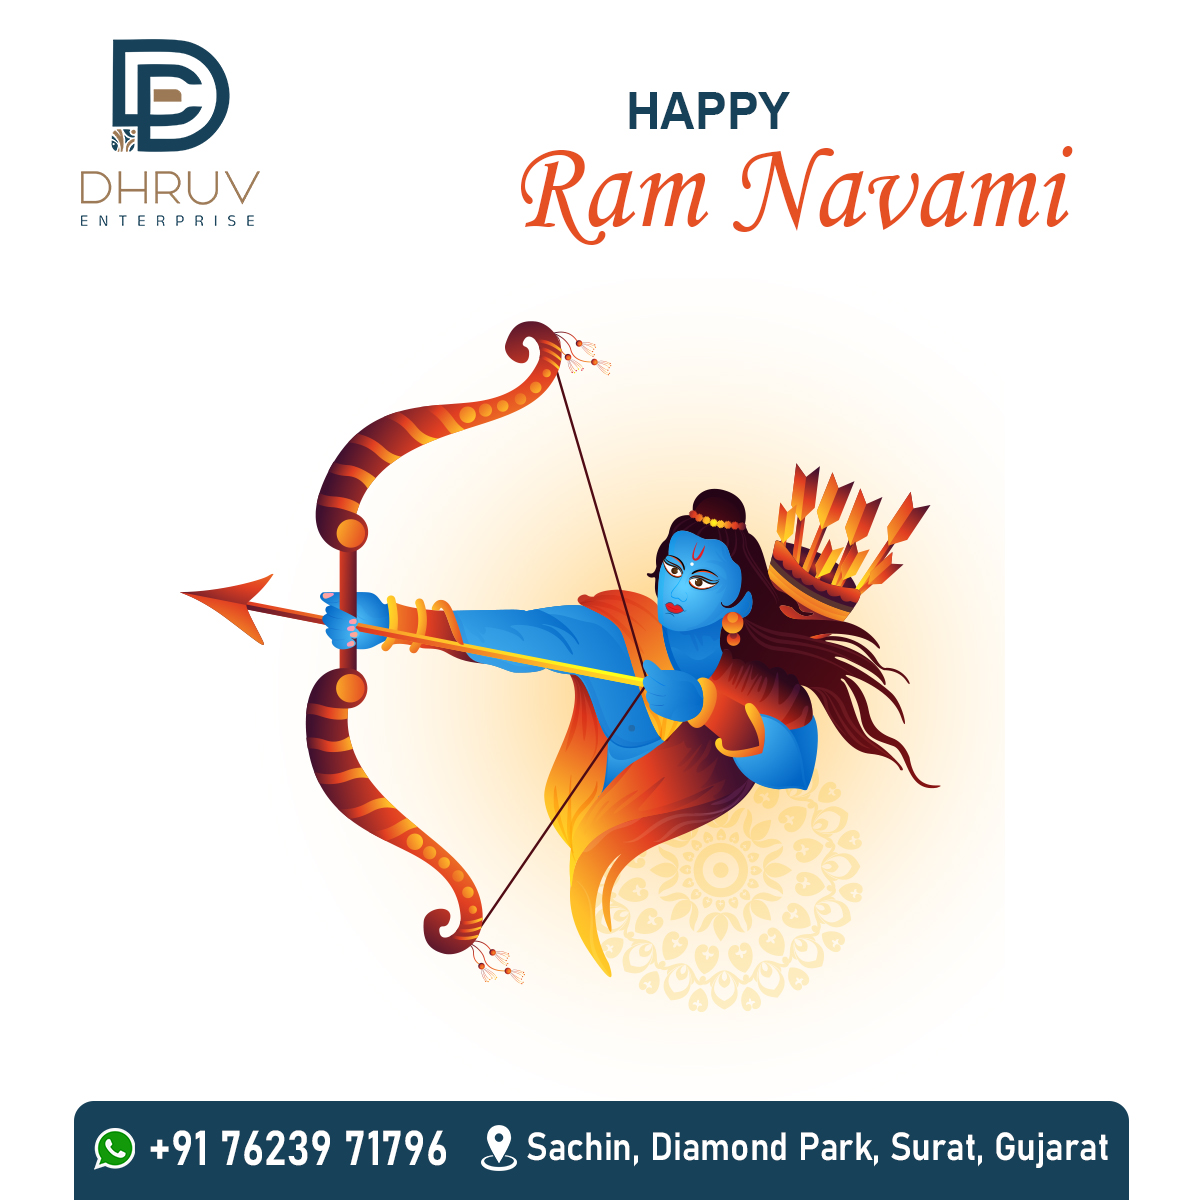 DHRUV
ENTERPRISE
HAPPY
Ram Navami
+91 76239 71796
Sachin, Diamond Park, Surat, Gujarat